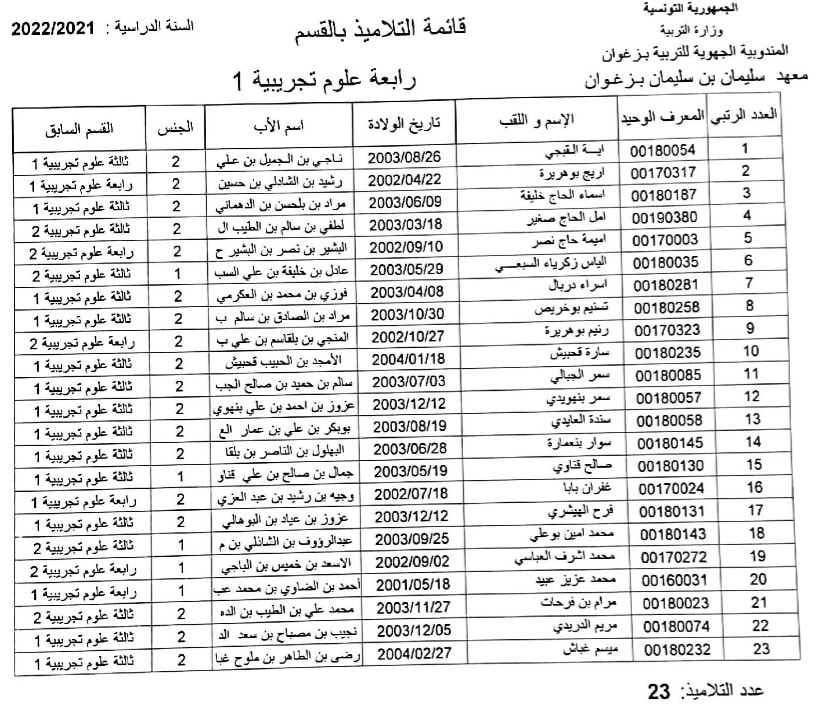 الجمهورية التونسية
وزارة التربية
المندوبية الجهوية للتربية بـزغوان
معهد سليمان بن سليمان بـزغـوان
قائمة التلاميذ بالقسم
السنة الدراسية : 2022/2021
رابعة علوم تجريبية 1
العدد الرتبي المعرف الوحيد الإسم و اللقب تاريخ الولادة اسم الأب الجنس القسم السابق
1 00180054 ايـــة القبجي 2003/08/26 ناجي بن الجميل بن علي 2 ثالثة علوم تجريبية 1
2 00170317 اريج بوهريرة 2002/04/22 رشيد بن الشاذلي بن حسين 2 رابعة علوم تجريبية 1
3 00180187 اسماء الحاج خليفة 2003/06/09 مراد بن بلحسن بن الدهماني 2 ثالثة علوم تجريبية 1
4 00190380 امل الحاج صغير 2003/03/18 لطفي بن سالم بن الطيب ال 2 ثالثة علوم تجريبية 2
5 00170003 اميمة حاج نصر 2002/09/10 البشير بن نصر بن البشير ح 2 رابعة علوم تجريبية 2
6 00180035 الياس زكرياء السبعـــي 2003/05/29 عادل بن خليفة بن علي السب 1 ثالثة علوم تجريبية 2
7 00180281 اسراء دربال 2003/04/08 فوزي بن محمد بن العكرمي 2 ثالثة علوم تجريبية 1
8 00180258 تسنيم بوخريص 2003/10/30 مراد بن الصادق بن سالم ب 2 ثالثة علوم تجريبية 1
9 00170323 رنيم بوهريرة 2002/10/27 المنجي بن بلقاسم بن علي ب 2 رابعة علوم تجريبية 2
10 00180235 سارة قحبيش 2004/01/18 الأمجد بن الحبيب قحبيش 2 ثالثة علوم تجريبية 1
11 00180085 سمر الجبالي 2003/07/03 سالم بن حميد بن صالح الجب 2 ثالثة علوم تجريبية 1
12 00180057 سمر بنهويدي 2003/12/12 عزوز بن احمد بن علي بنهوي 2 ثالثة علوم تجريبية 1
13 00180058 سندة العايدي 2003/08/19 بوبكر بن علي بن عمار الع 2 ثالثة علوم تجريبية 1
14 00180145 سوار بنعمارة 2003/06/28 البهلول بن الناصر بن بلقا 2 ثالثة علوم تجريبية 1
15 00180130 صالح قناوي 2003/05/19 جمال بن صالح بن علي قناو 1 ثالثة علوم تجريبية 1
16 00170024 غفران بابا 2002/07/18 وجيه بن رشيد بن عبد العزي 2 رابعة علوم تجريبية 1
17 00180131 فرح الهيشري 2003/12/12 عزوز بن عياد بن البوهالي 2 ثالثة علوم تجريبية 1
18 00180143 محمد امين بوعلي 2003/09/25 عبدالرؤوف بن الشاذلي بن م 1 ثالثة علوم تجريبية 2
19 00170272 محمد اشرف العباسي 2002/09/02 الاسعد بن خميس بن الباجي 1 رابعة علوم تجريبية 2
20 00160031 محمد عزيز عبيد 2001/05/18 أحمد بن الضاوي بن محمد عب 1 رابعة علوم تجريبية 1
21 00180023 مرام بن فرحات 2003/11/27 محمد علي بن الطيب بن الده 2 ثالثة علوم تجريبية 2
22 00180074 مريم الدريدي 2003/12/05 نجيب بن مصباح بن سعد الد 2 ثالثة علوم تجريبية 1
23 00180232 ميسم غباش 2004/02/27 رضى بن الطاهر بن ملوح غبا 2 ثالثة علوم تجريبية 1
عدد التلاميذ: 23